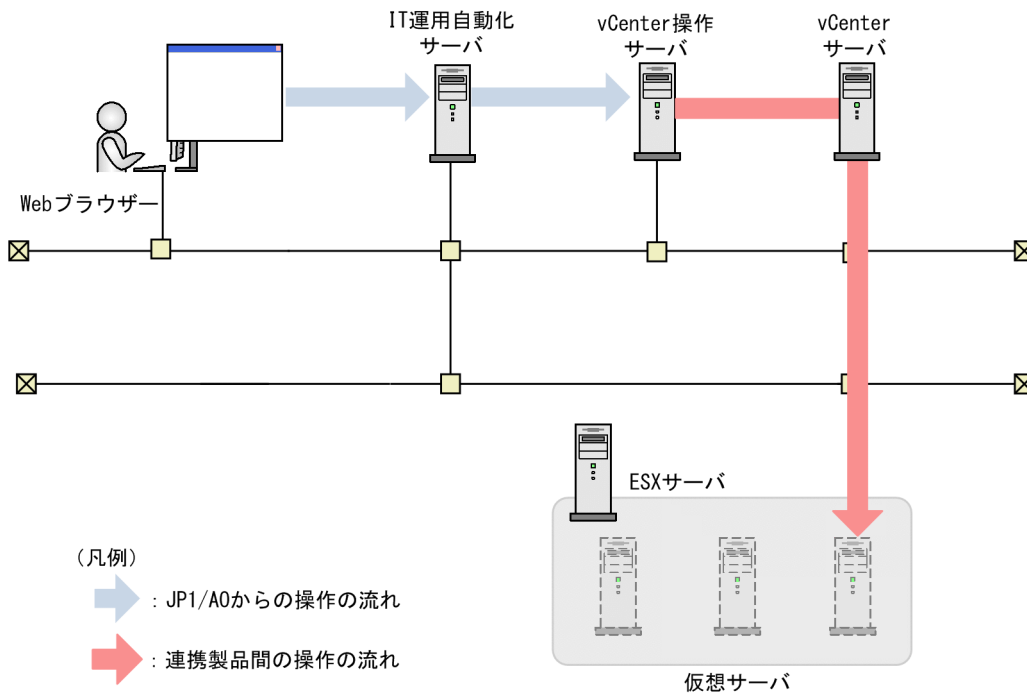 IT運用自動化
サーバ
vCenter操作
サーバ
vCenter
サーバ
Webブラウザー
ESXサーバ
(凡例)
：JP1/AOからの操作の流れ
：連携製品間の操作の流れ
仮想サーバ